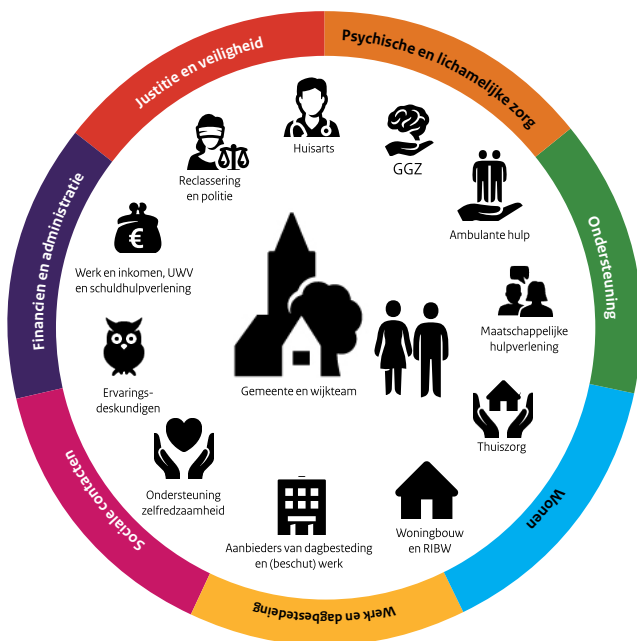 Justitie en veiligheid
Psychische en lichamelijke zorg
Ondersteuning
Wonen
Werk en dagbestedeing
Sociale contacten
Financien en administratie
Huisarts
GGZ
Ambulante hulp
Maatschappelijke
hulpverlening
Thuiszorg
Woningbouw
en RIBW
Aanbieders van dagbesteding
en (beschut) werk
Ondersteuning
zelfredzaamheid
Ervarings-
deskundigen
Werk en inkomen, UWV
en schuldhulpverlening
€
Reclassering
en politie
Gemeente en wijkteam